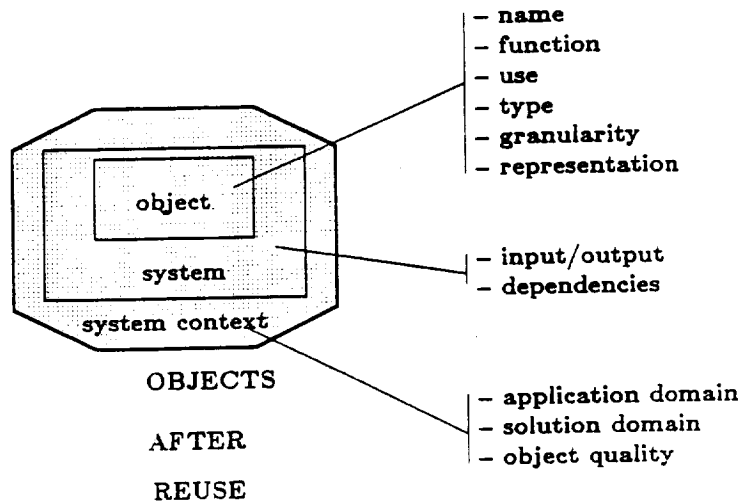 – name
– function
– use
– type
– granularity
– representation
object
system
system context
– input/output
– dependencies
OBJECTS
AFTER
REUSE
– application domain
– solution domain
– object quality